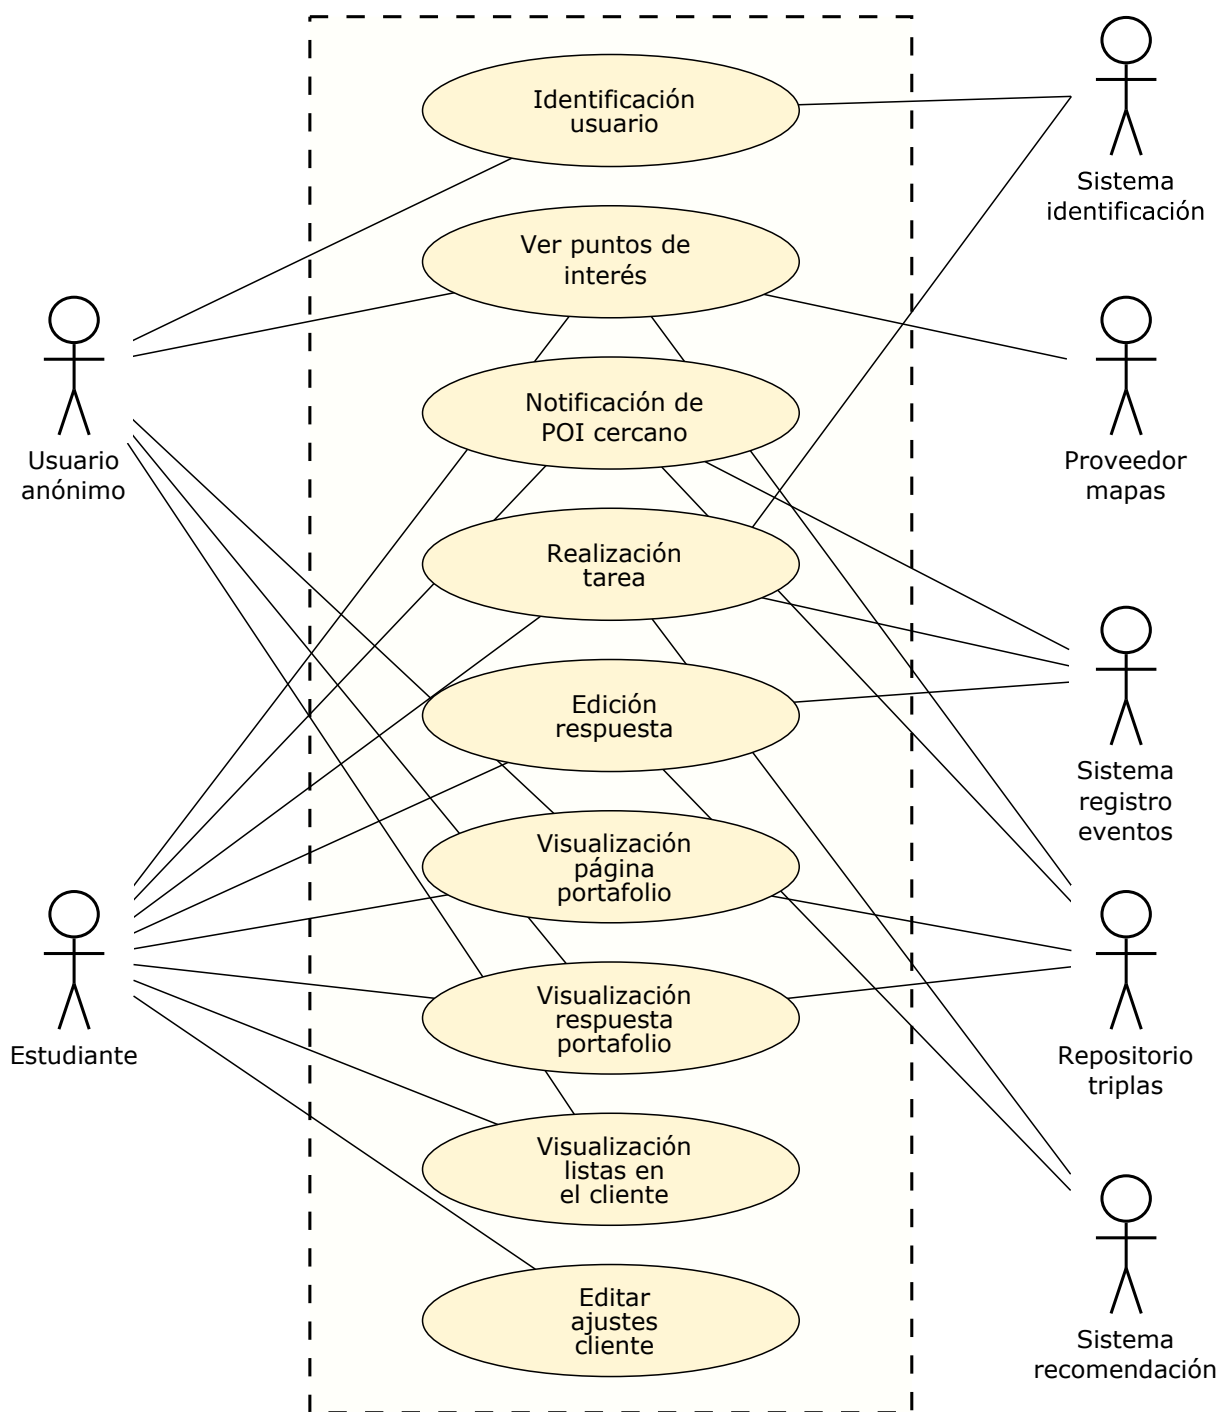 Identificación
usuario
Ver puntos de
interés
Notificación de
POI cercano
Realización
tarea
Edición
respuesta
Visualización
página
portafolio
Visualización
respuesta
portafolio
Visualización
listas en
el cliente
Editar
ajustes
cliente
Usuario
anónimo
Estudiante
Sistema
identificación
Proveedor
mapas
Sistema
registro
eventos
Repositorio
triplas
Sistema
recomendación